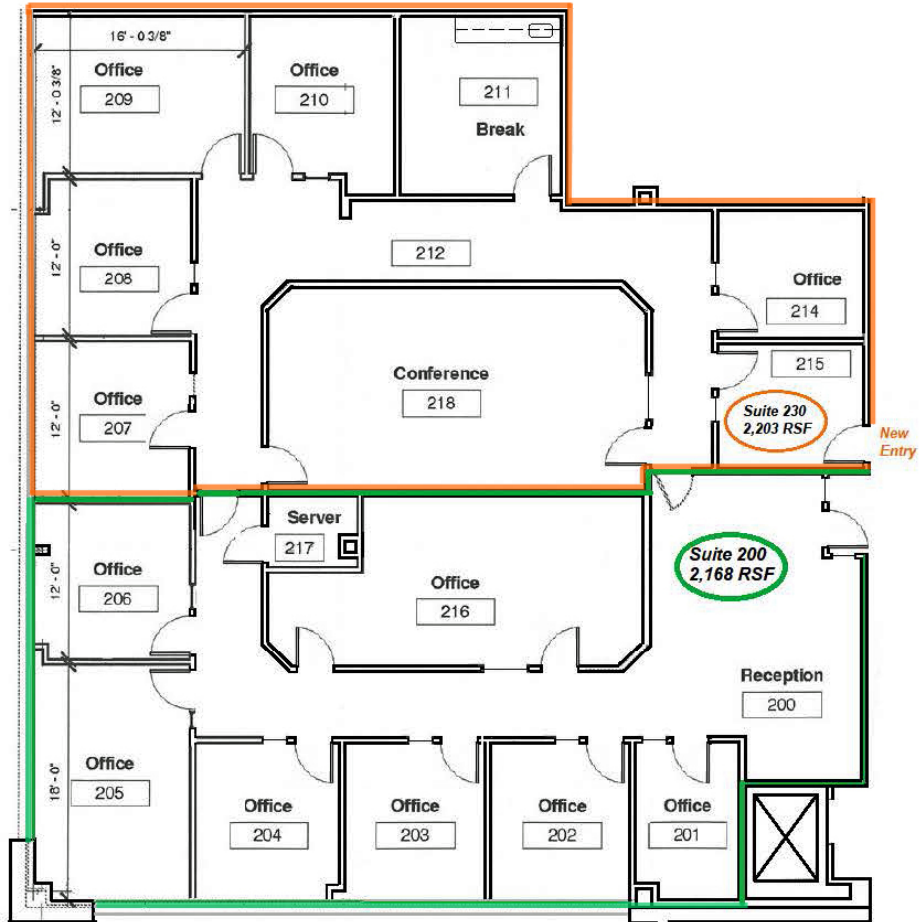 16' - 0 3/8"
Office
209
12' - 0 3/8"
Office
210
211
Break
Office
208
12' - 0"
212
Office
214
Office
207
12' - 0"
Conference
218
215
Suite 230
2,203 RSF
New
Entry
Office
206
12' - 0"
Server
217
Office
216
Suite 200
2,168 RSF
Reception
200
Office
205
18' - 0"
Office
204
Office
203
Office
202
Office
201